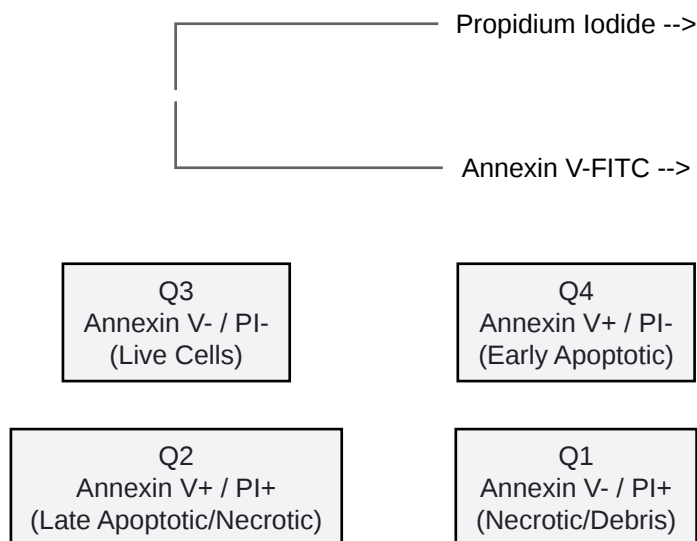 Propidium Iodide -->
Annexin V-FITC -->
Q3
Annexin V- / PI-
(Live Cells)
Q4
Annexin V+ / PI-
(Early Apoptotic)
Q2
Annexin V+ / PI+
(Late Apoptotic/Necrotic)
Q1
Annexin V- / PI+
(Necrotic/Debris)